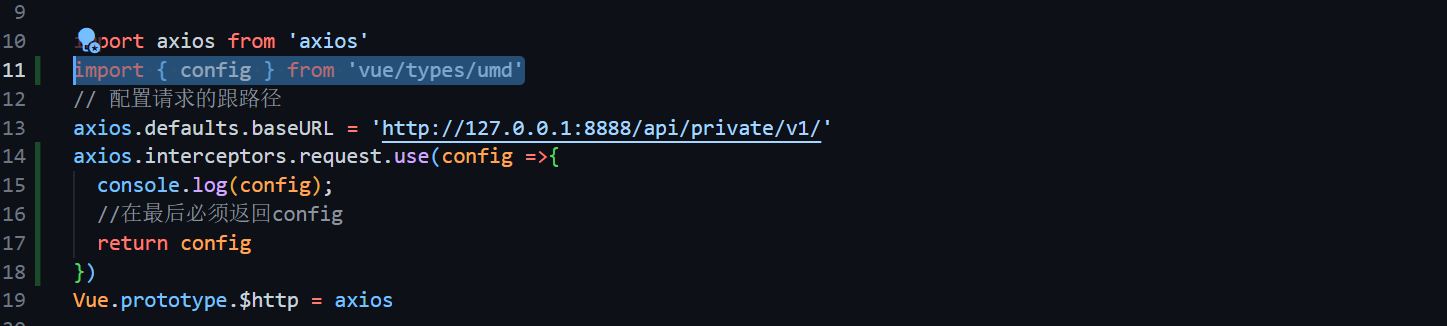 9
10 import axios from 'axios'
11 import { config } from 'vue/types/umd'
12 // 配置请求的跟路径
13 axios.defaults.baseURL = 'http://127.0.0.1:8888/api/private/v1/'
14 axios.interceptors.request.use(config =>{
15   console.log(config);
16   //在最后必须返回config
17   return config
18 })
19 Vue.prototype.$http = axios